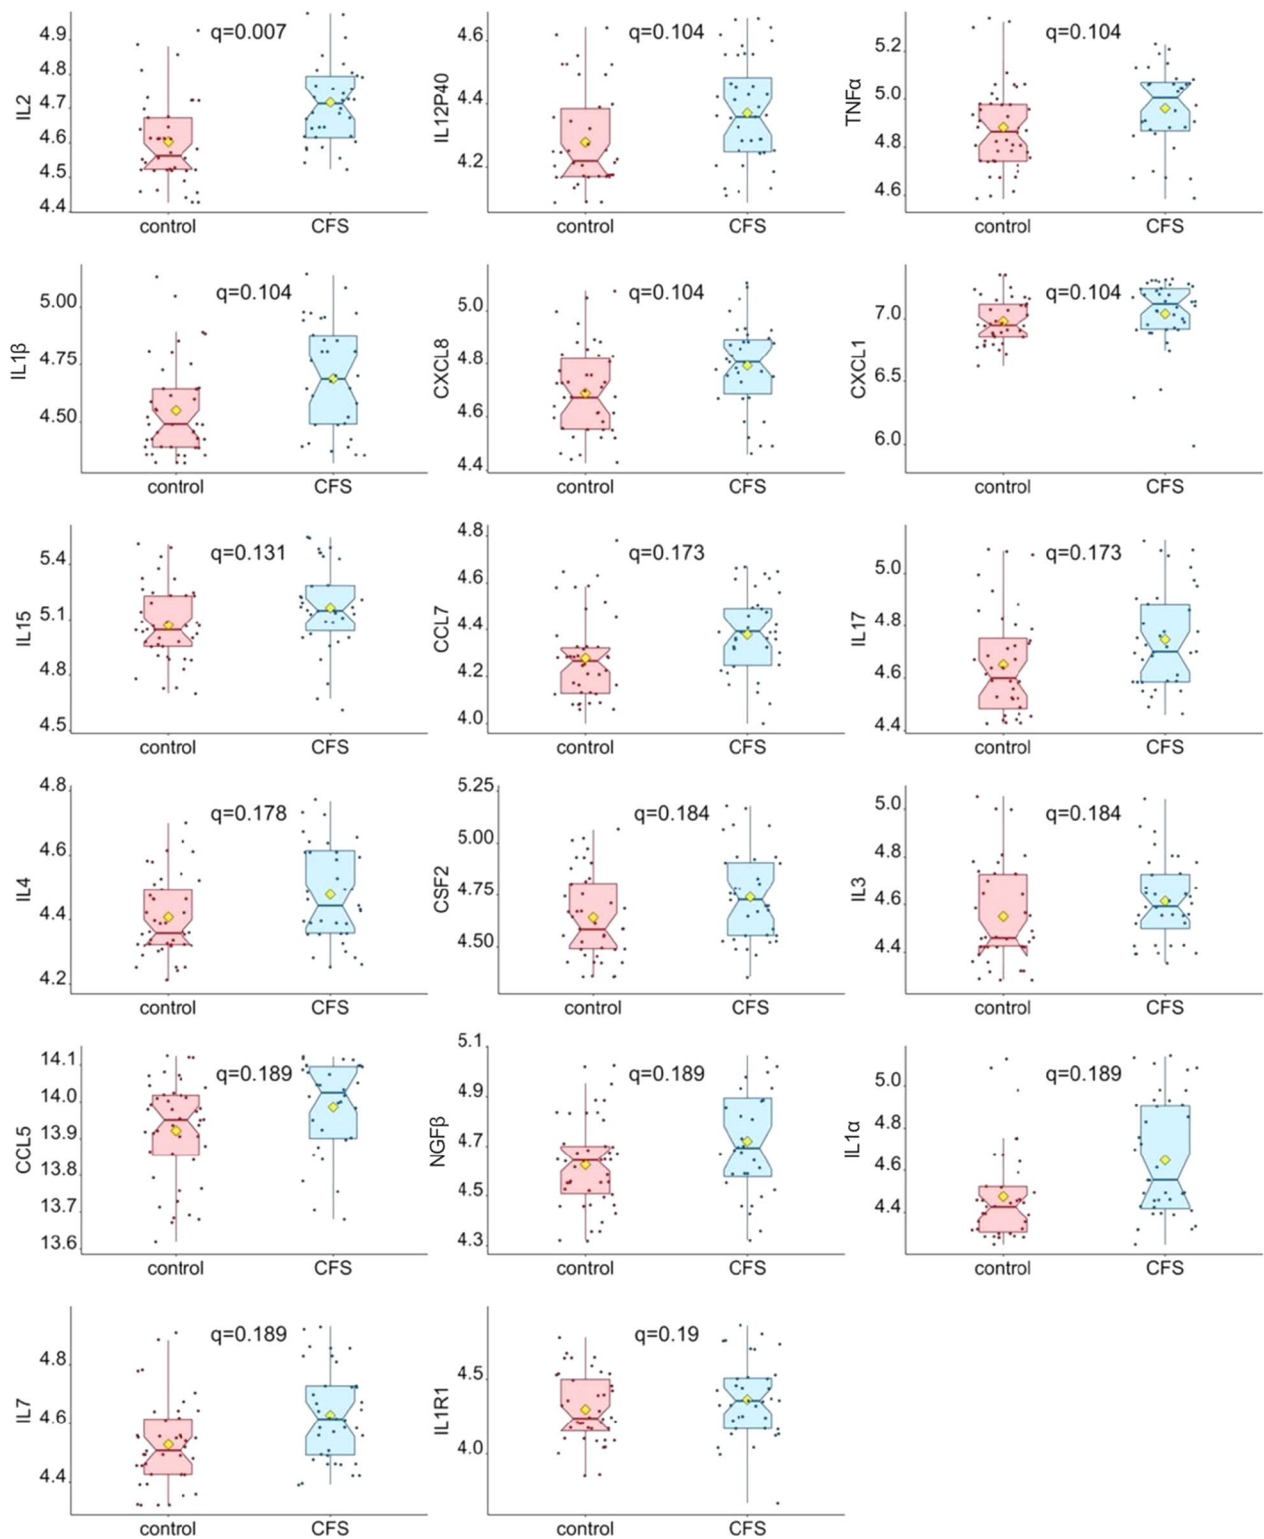 IL2
q=0.007
4.9
4.8
4.7
4.6
4.5
4.4
control CFS
IL12P40
q=0.104
4.6
4.4
4.2
control CFS
TNFα
q=0.104
5.2
5.0
4.8
4.6
control CFS
IL1β
q=0.104
5.00
4.75
4.50
control CFS
CXCL8
q=0.104
5.0
4.8
4.6
4.4
control CFS
CXCL1
q=0.104
7.0
6.5
6.0
control CFS
IL15
q=0.131
5.4
5.1
4.8
4.5
control CFS
CCL7
q=0.173
4.8
4.6
4.4
4.2
4.0
control CFS
IL17
q=0.173
5.0
4.8
4.6
4.4
control CFS
IL4
q=0.178
4.8
4.6
4.4
4.2
control CFS
CSF2
q=0.184
5.25
5.00
4.75
4.50
control CFS
IL3
q=0.184
5.0
4.8
4.6
4.4
control CFS
CCL5
q=0.189
14.1
14.0
13.9
13.8
13.7
13.6
control CFS
NGFβ
q=0.189
5.1
4.9
4.7
4.5
4.3
control CFS
IL1α
q=0.189
5.0
4.8
4.6
4.4
control CFS
IL7
q=0.189
4.8
4.6
4.4
control CFS
IL1R1
q=0.19
4.5
4.0
control CFS